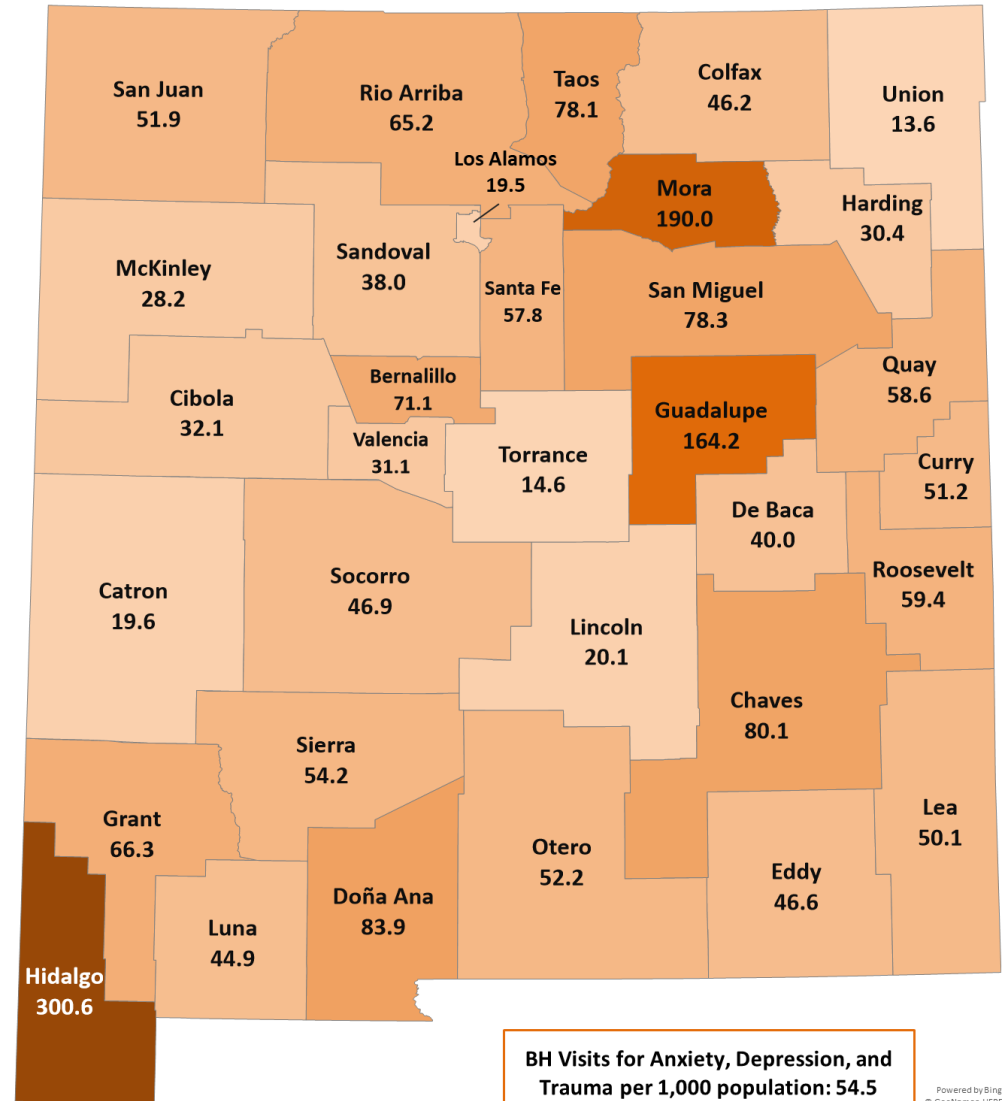 San Juan
51.9
Rio Arriba
65.2
Taos
78.1
Colfax
46.2
Union
13.6
Los Alamos
19.5
Mora
190.0
Harding
30.4
McKinley
28.2
Sandoval
38.0
Santa Fe
57.8
San Miguel
78.3
Quay
58.6
Cibola
32.1
Bernalillo
71.1
Valencia
31.1
Torrance
14.6
Guadalupe
164.2
Curry
51.2
De Baca
40.0
Roosevelt
59.4
Catron
19.6
Socorro
46.9
Lincoln
20.1
Chaves
80.1
Sierra
54.2
Grant
66.3
Otero
52.2
Lea
50.1
Eddy
46.6
Doña Ana
83.9
Luna
44.9
Hidalgo
300.6
BH Visits for Anxiety, Depression, and
Trauma per 1,000 population: 54.5
Powered by Bing